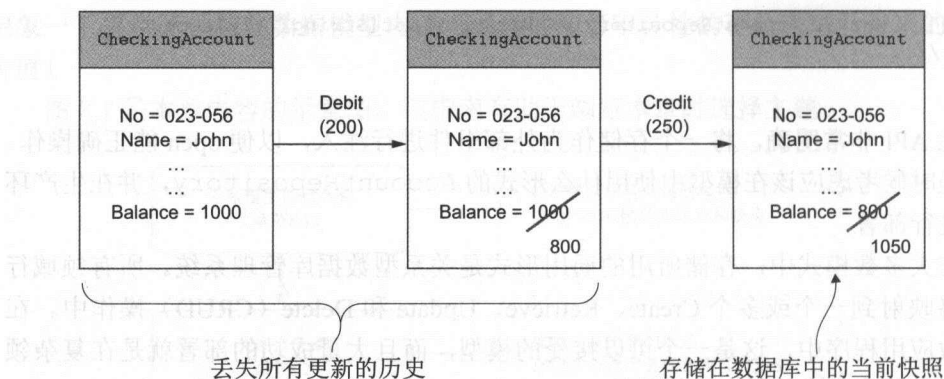 CheckingAccount
No = 023-056
Name = John
...
Balance = 1000
Debit
(200)
CheckingAccount
No = 023-056
Name = John
...
Balance = 1000
800
Credit
(250)
CheckingAccount
No = 023-056
Name = John
...
Balance = 800
1050
丢失所有更新的历史
存储在数据库中的当前快照